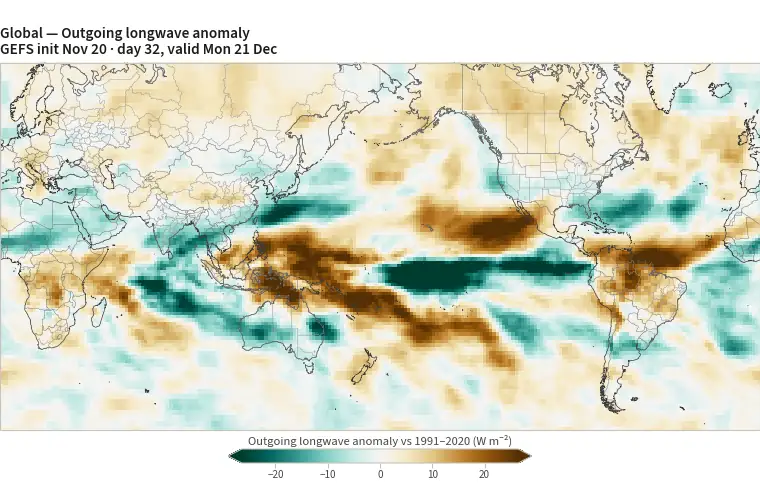 Global — Outgoing longwave anomaly
GEFS init Nov 20 · day 32, valid Mon 21 Dec
Outgoing longwave anomaly vs 1991–2020 (W m⁻²)
−20 −10 0 10 20